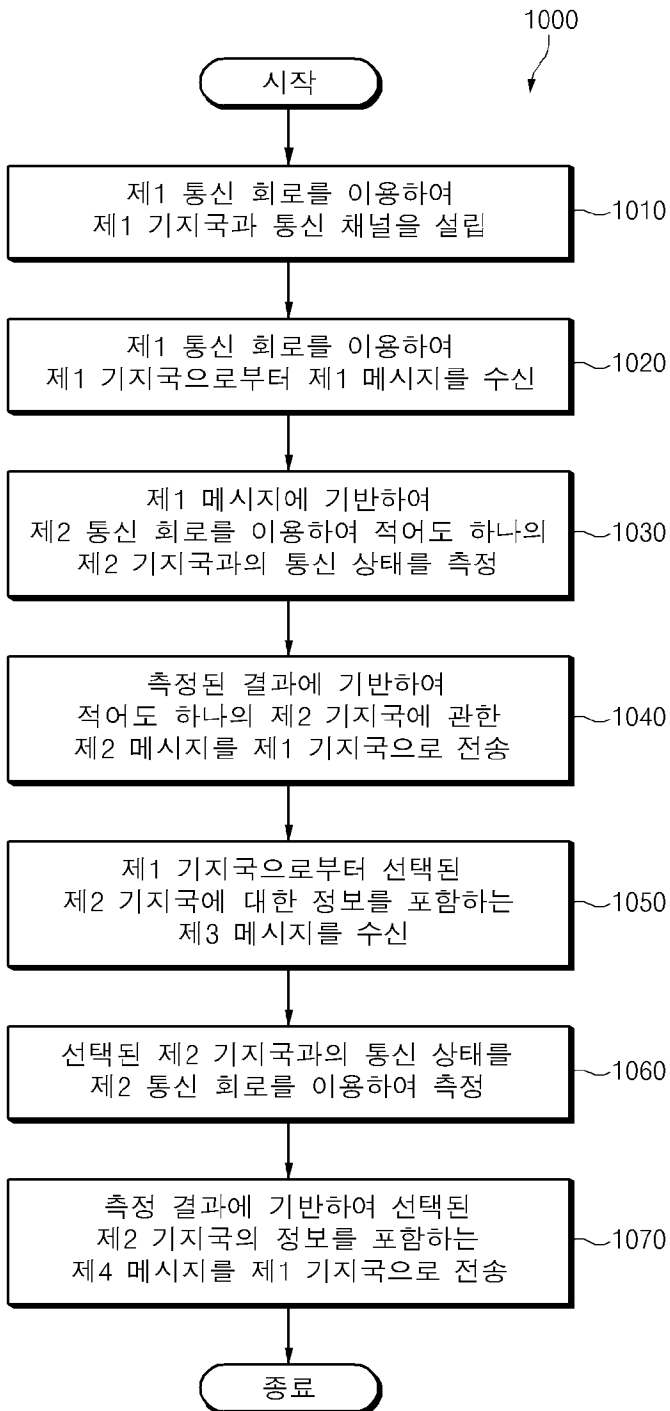 1000
시작
제1 통신 회로를 이용하여
제1 기지국과 통신 채널을 설립
1010
제1 통신 회로를 이용하여
제1 기지국으로부터 제1 메시지를 수신
1020
제1 메시지에 기반하여
제2 통신 회로를 이용하여 적어도 하나의
제2 기지국과의 통신 상태를 측정
1030
측정된 결과에 기반하여
적어도 하나의 제2 기지국에 관한
제2 메시지를 제1 기지국으로 전송
1040
제1 기지국으로부터 선택된
제2 기지국에 대한 정보를 포함하는
제3 메시지를 수신
1050
선택된 제2 기지국과의 통신 상태를
제2 통신 회로를 이용하여 측정
1060
측정 결과에 기반하여 선택된
제2 기지국의 정보를 포함하는
제4 메시지를 제1 기지국으로 전송
1070
종료